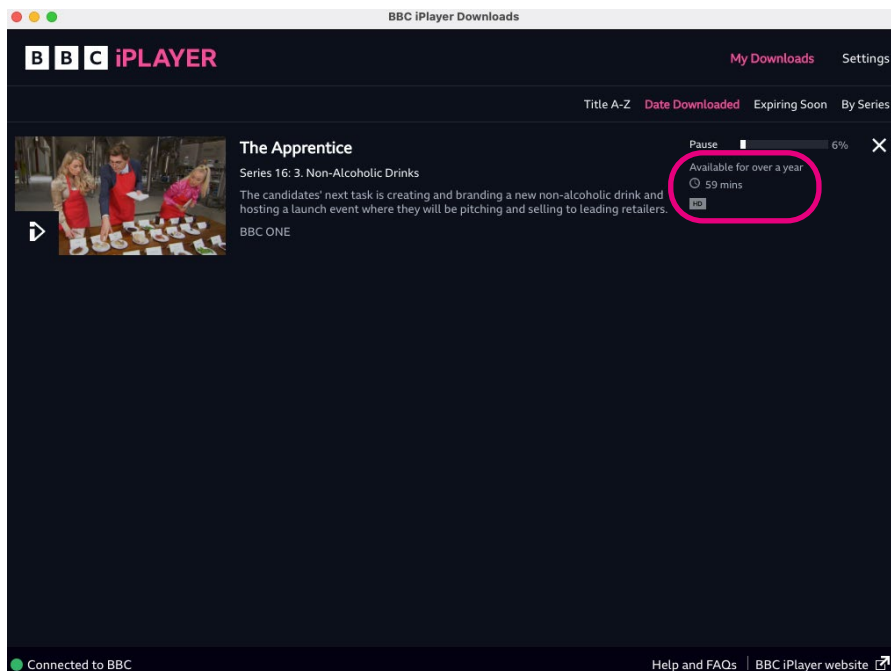 BBC iPlayer Downloads
BBC iPLAYER
My Downloads Settings
Title A-Z Date Downloaded Expiring Soon By Series
The Apprentice
Series 16: 3. Non-Alcoholic Drinks
The candidates' next task is creating and branding a new non-alcoholic drink and
hosting a launch event where they will be pitching and selling to leading retailers.
BBC ONE
Pause 6%
Available for over a year
59 mins
HD
Connected to BBC
Help and FAQs BBC iPlayer website